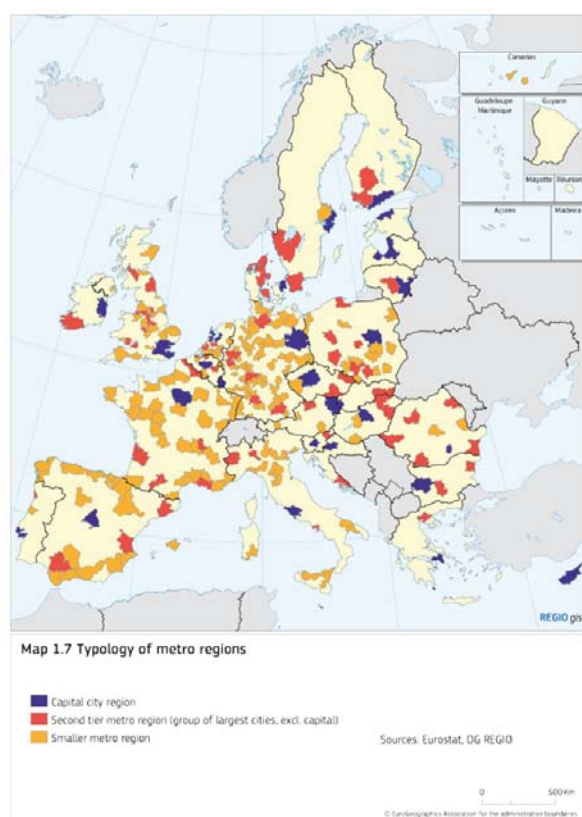 Canarias
Guadeloupe
Martinique
Guyane
Mayotte
Réunion
Açores
Madeira
REGIO gis
Map 1.7 Typology of metro regions
Capital city region
Second tier metro region (group of largest cities, excl. capital)
Smaller metro region
Sources: Eurostat, DG REGIO
0 500 Km
© EuroGeographics Association for the administrative boundaries